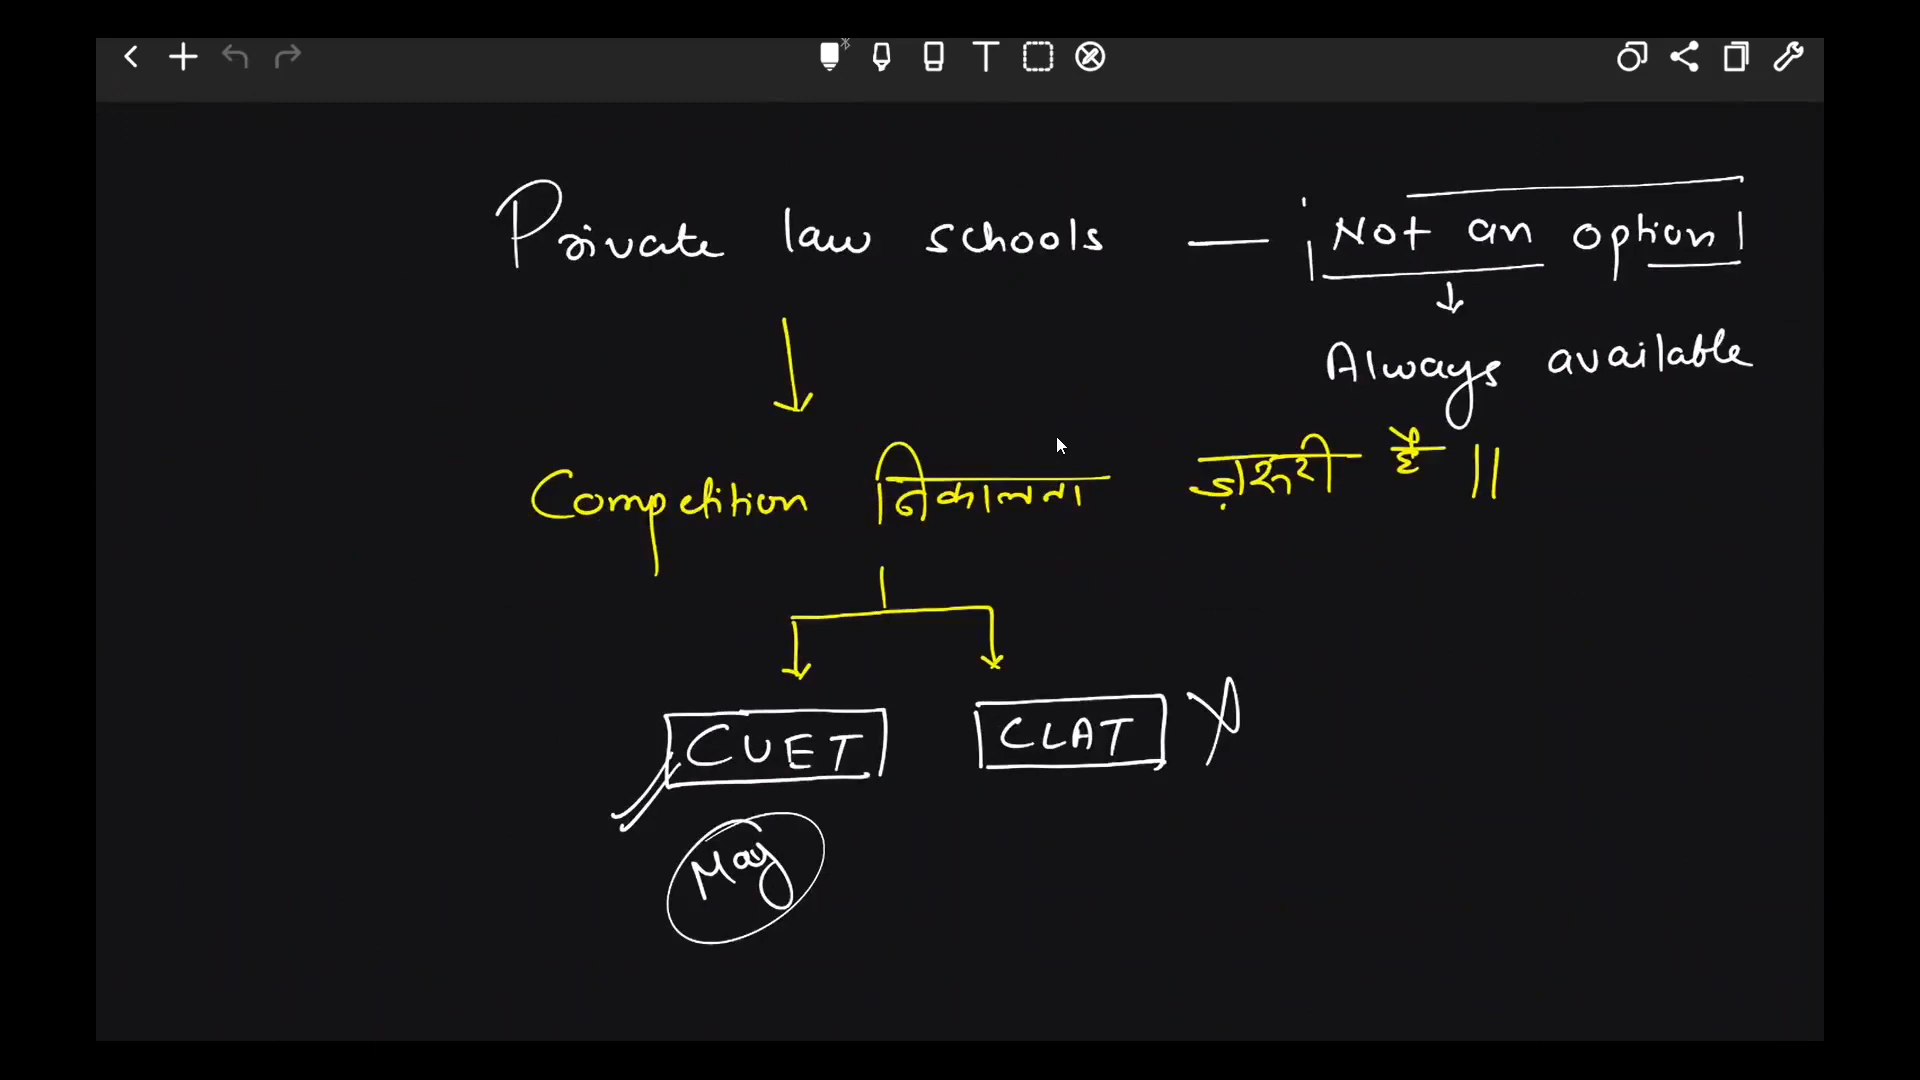 Private law schools — Not an option
Always available
Competition निकालना ज़रूरी है ||
CUET CLAT
May